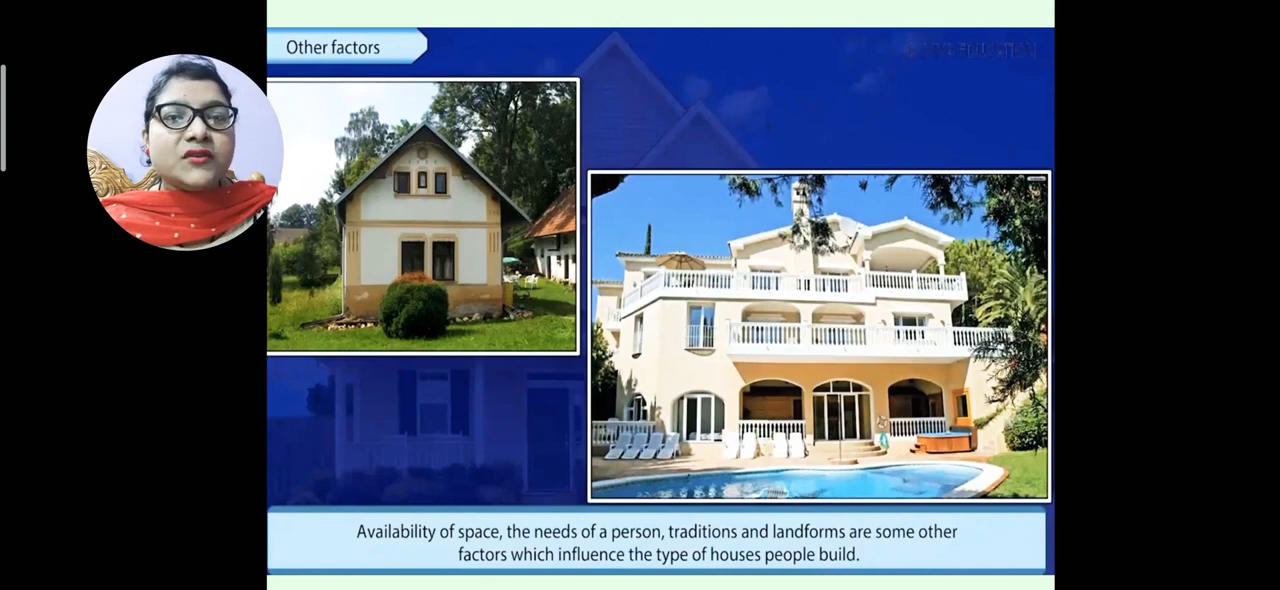 Other factors
Availability of space, the needs of a person, traditions and landforms are some other
factors which influence the type of houses people build.